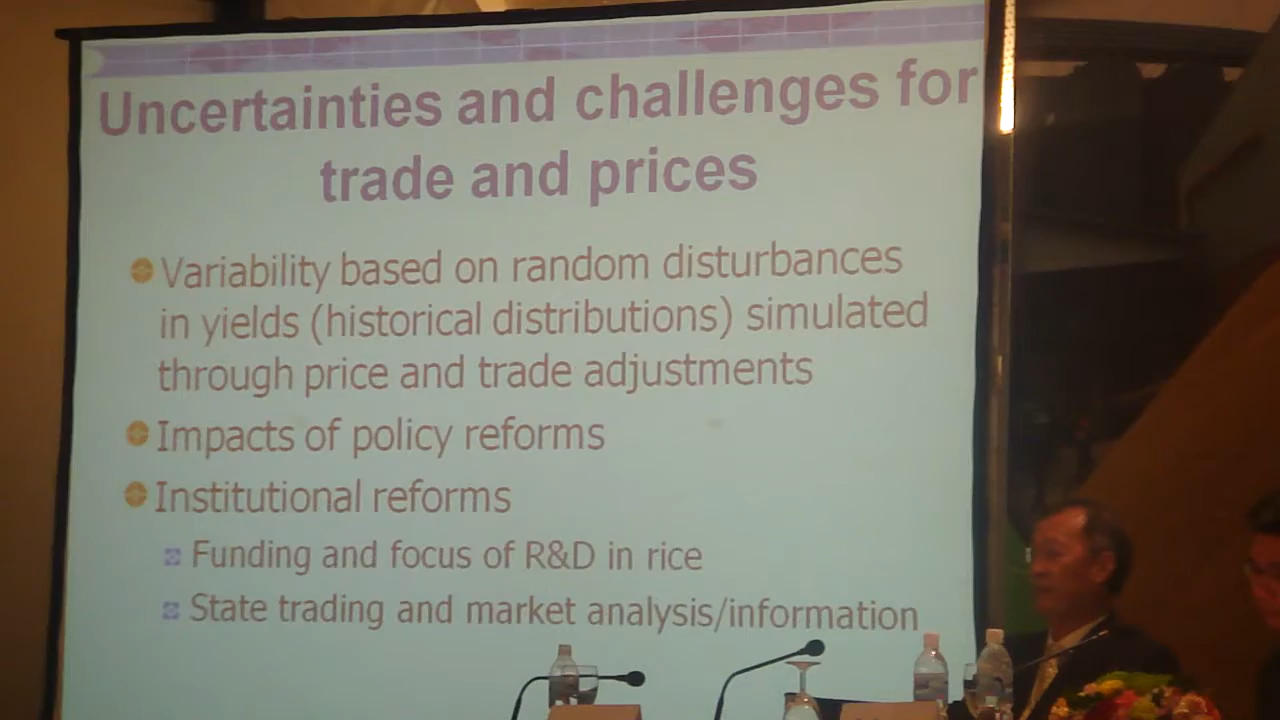 Uncertainties and challenges for
trade and prices
Variability based on random disturbances
in yields (historical distributions) simulated
through price and trade adjustments
Impacts of policy reforms
Institutional reforms
Funding and focus of R&D in rice
State trading and market analysis/information